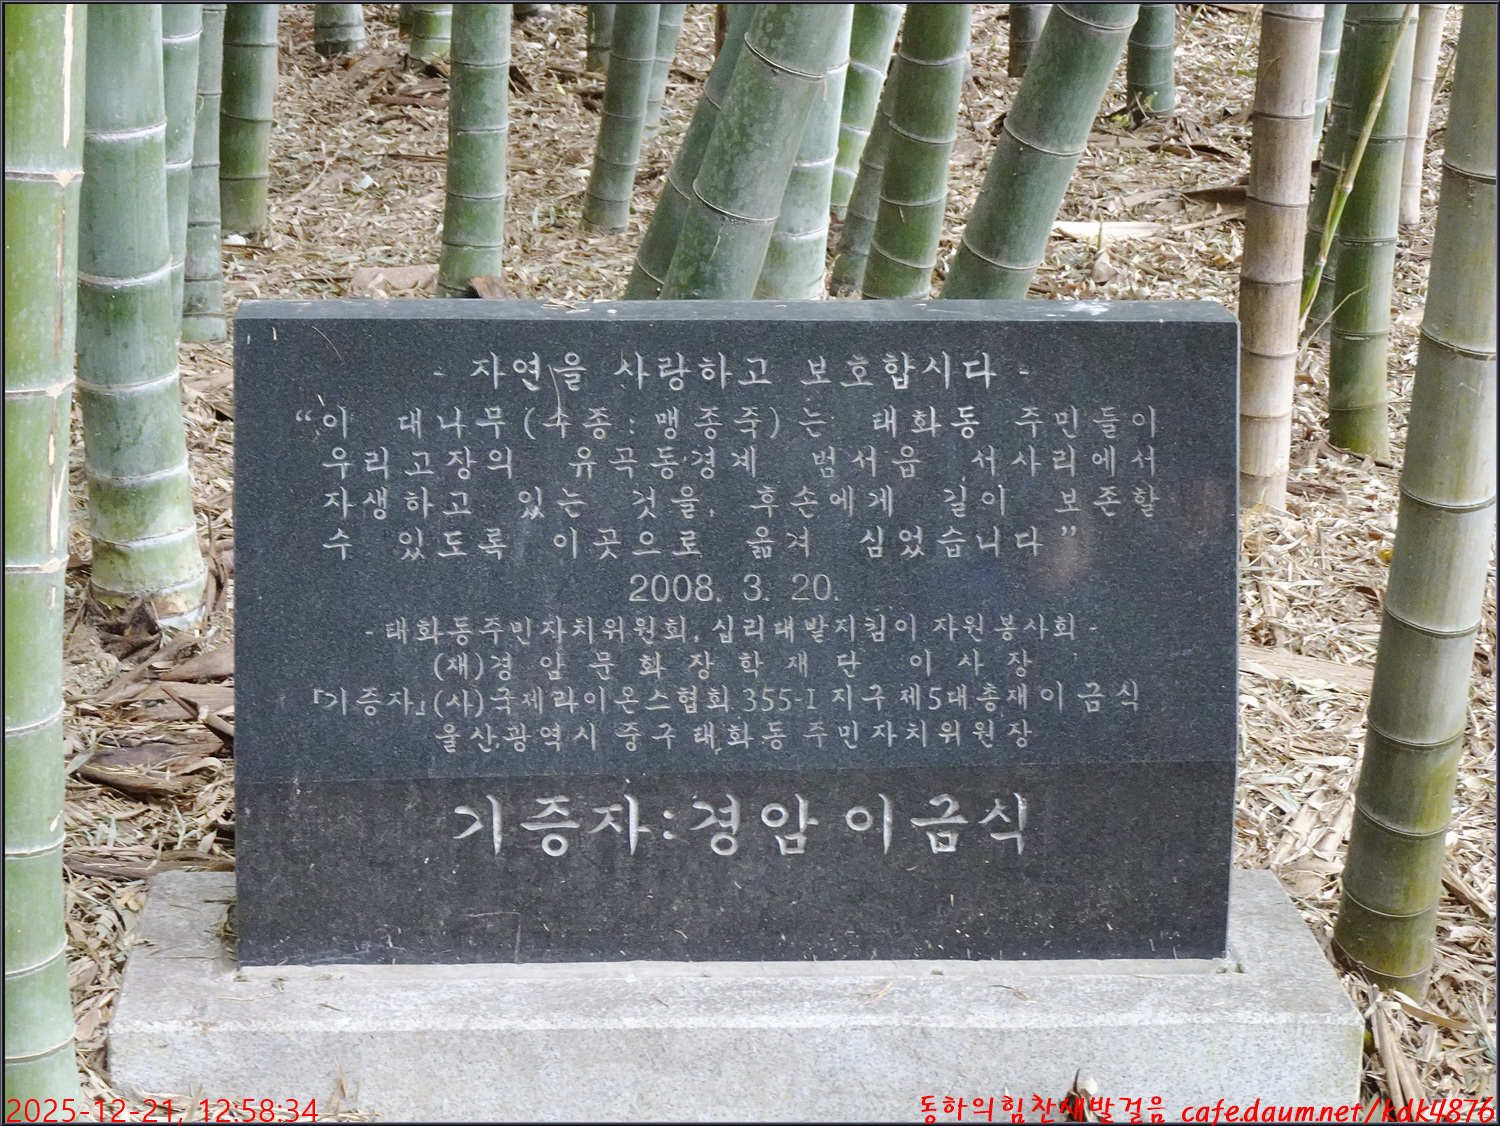 - 자연을 사랑하고 보호합시다 -
“이 대나무(수종:맹종죽)는 태화동 주민들이
우리고장의 유곡동경계 범서읍 서사리에서
자생하고 있는 것을, 후손에게 길이 보존할
수 있도록 이곳으로 옮겨 심었습니다”
2008. 3. 20.
- 태화동주민자치위원회, 십리대밭지킴이 자원봉사회 -
(재)경암문화장학재단 이사장
『기증자』(사)국제라이온스협회 355-1 지구 제5대총재 이금식
울산광역시 중구 태화동 주민자치위원장
기증자:경암 이금식
2025-12-21, 12:58:34
동하의힘찬새발걸음 cafe.daum.net/kdk4876